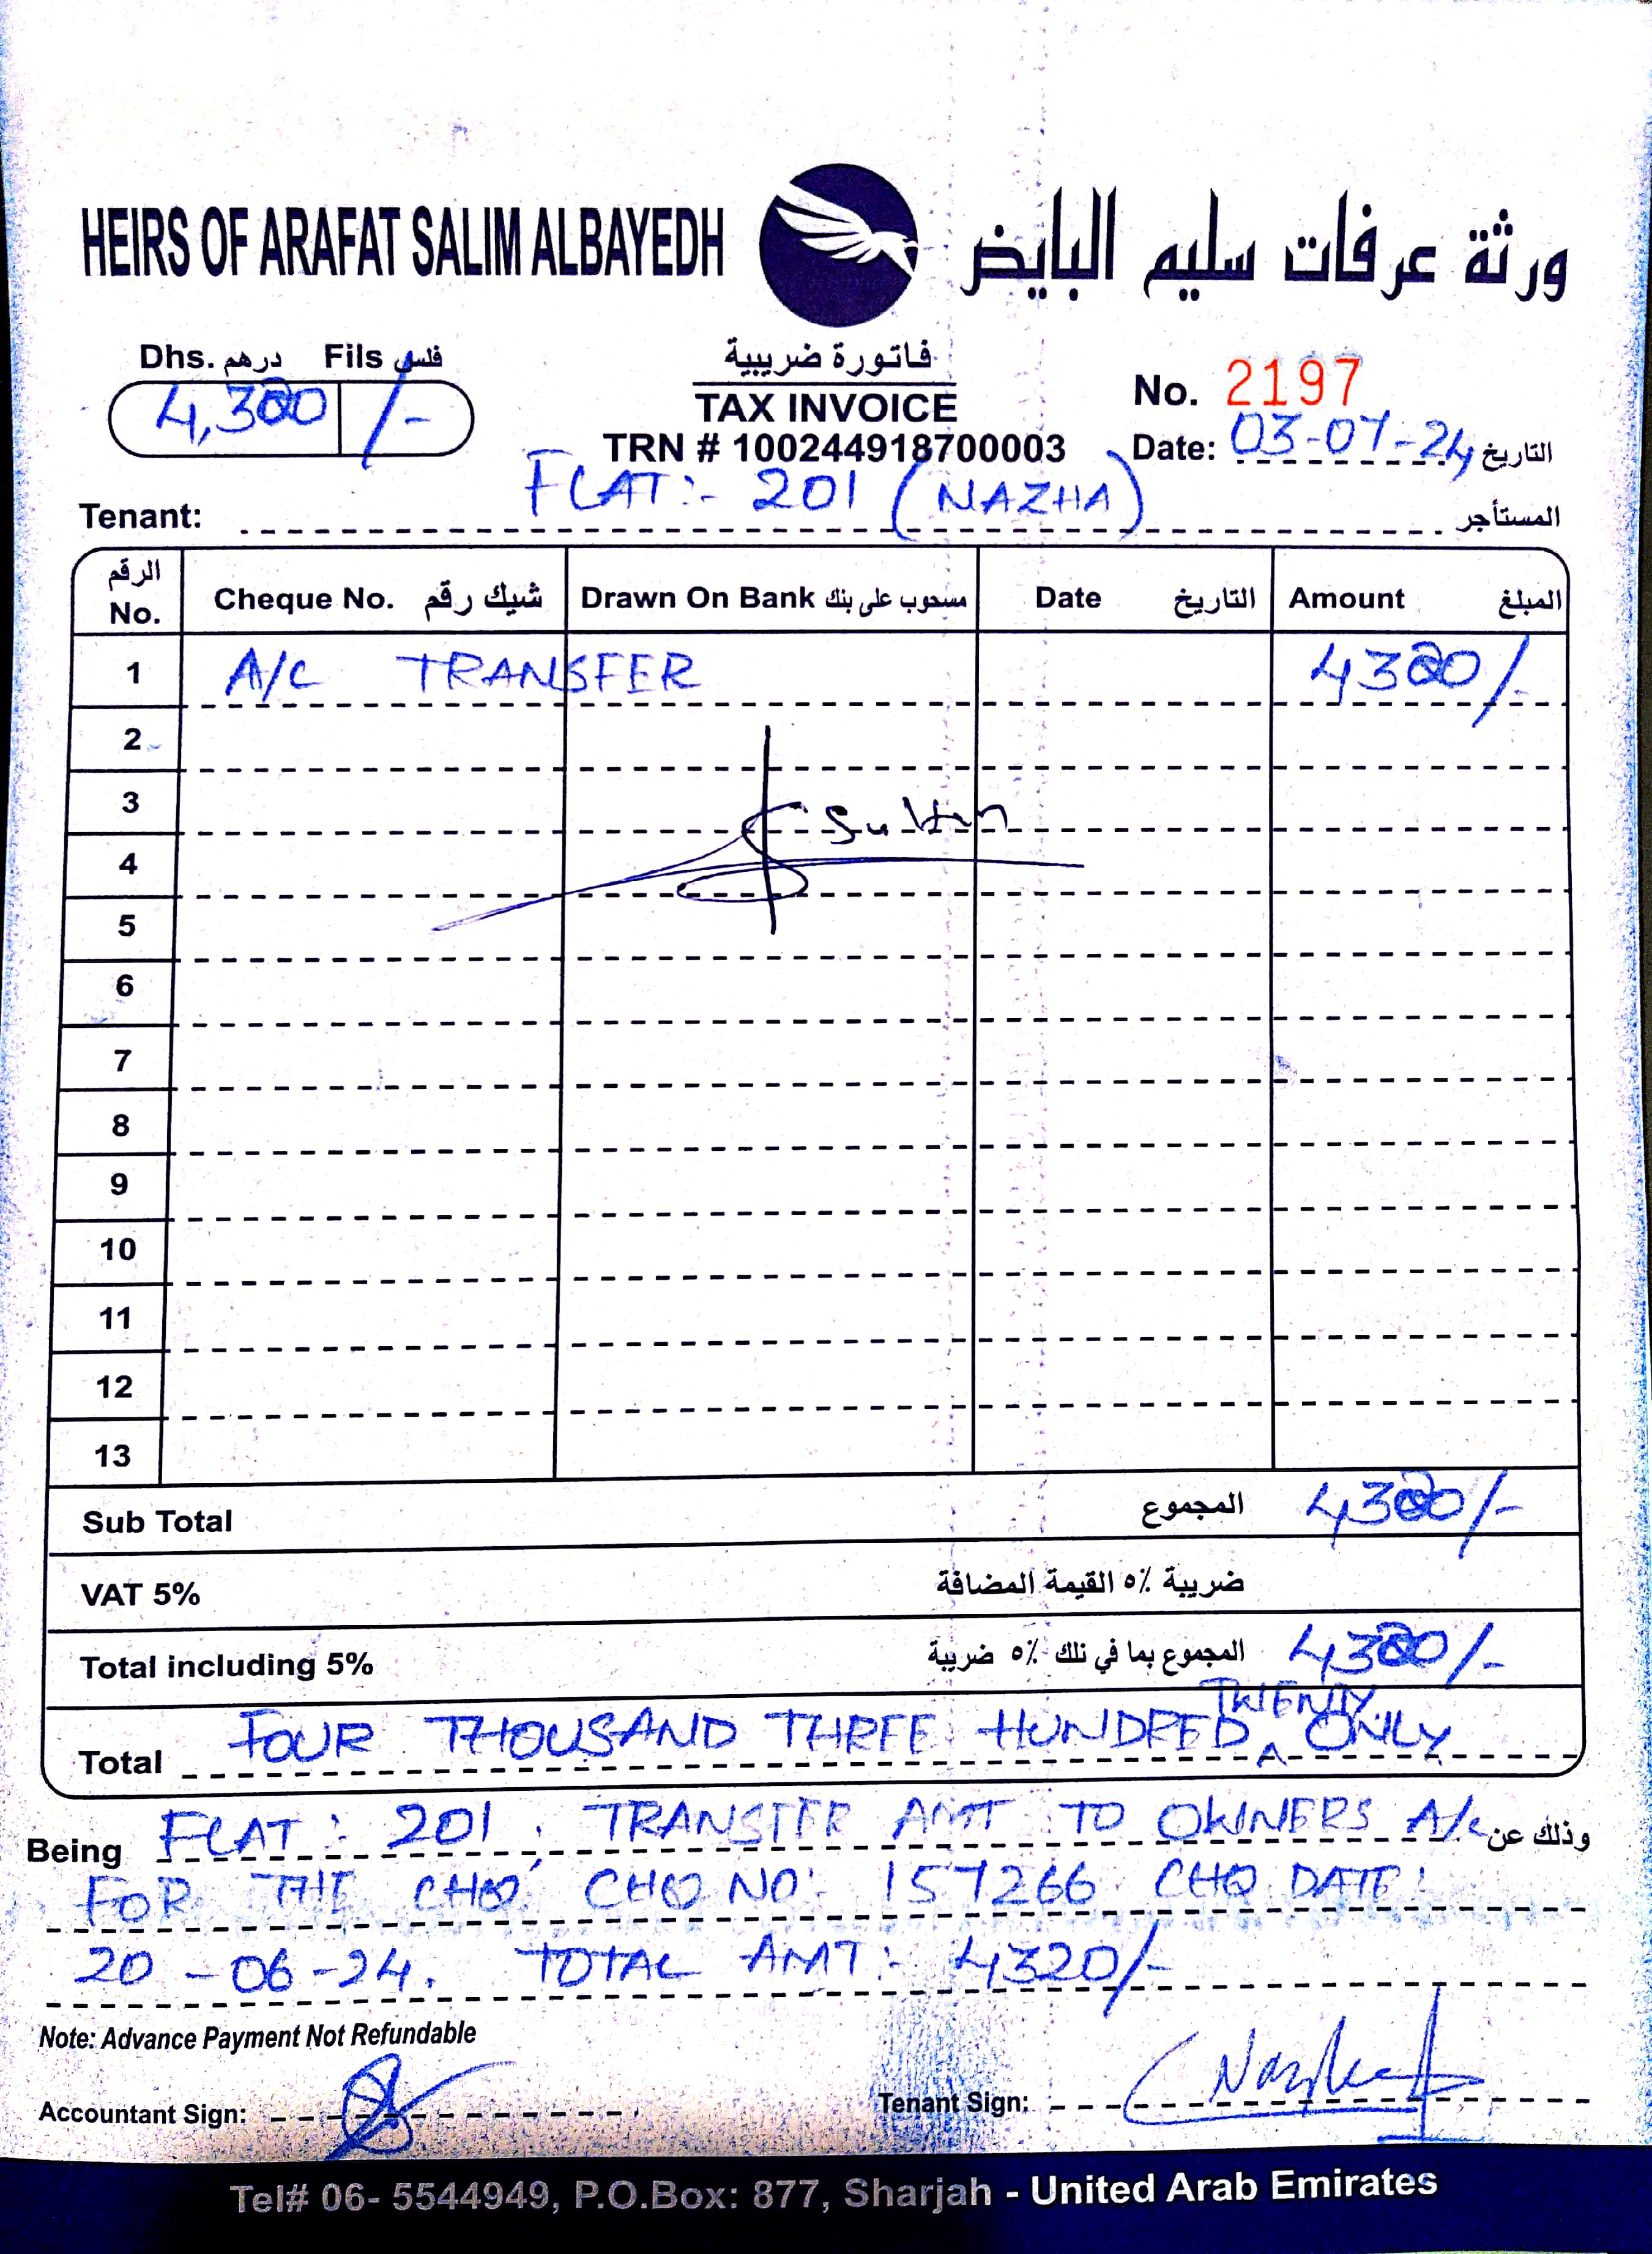 HEIRS OF ARAFAT SALIM ALBAYEDH ورثة عرفات سليم البايض
Dhs. درهم Fils فلس
4,320 /-
فاتورة ضريبية
TAX INVOICE
TRN # 100244918700003
No. 2197
Date: 03-07-24 التاريخ
Tenant: FLAT:- 201 (NAZHA) المستأجر
الرقم No. Cheque No. شيك رقم Drawn On Bank مسحوب على بنك Date التاريخ Amount المبلغ
1 A/C TRANSFER 4320/-
2
3 Sultan
4
5
6
7
8
9
10
11
12
13
Sub Total المجموع 4320/-
VAT 5% ضريبة ٥٪ القيمة المضافة
Total including 5% المجموع بما في ذلك ٥٪ ضريبة 4320/-
Total FOUR THOUSAND THREE HUNDRED TWENTY ONLY
Being FLAT: 201, TRANSFER AMT TO OWNERS A/c وذلك عن
FOR THE CHQ, CHQ NO: 157266 CHQ DATE:
20-06-24. TOTAL AMT:- 4320/-
Note: Advance Payment Not Refundable
Accountant Sign: Tenant Sign:
Tel# 06- 5544949, P.O.Box: 877, Sharjah - United Arab Emirates